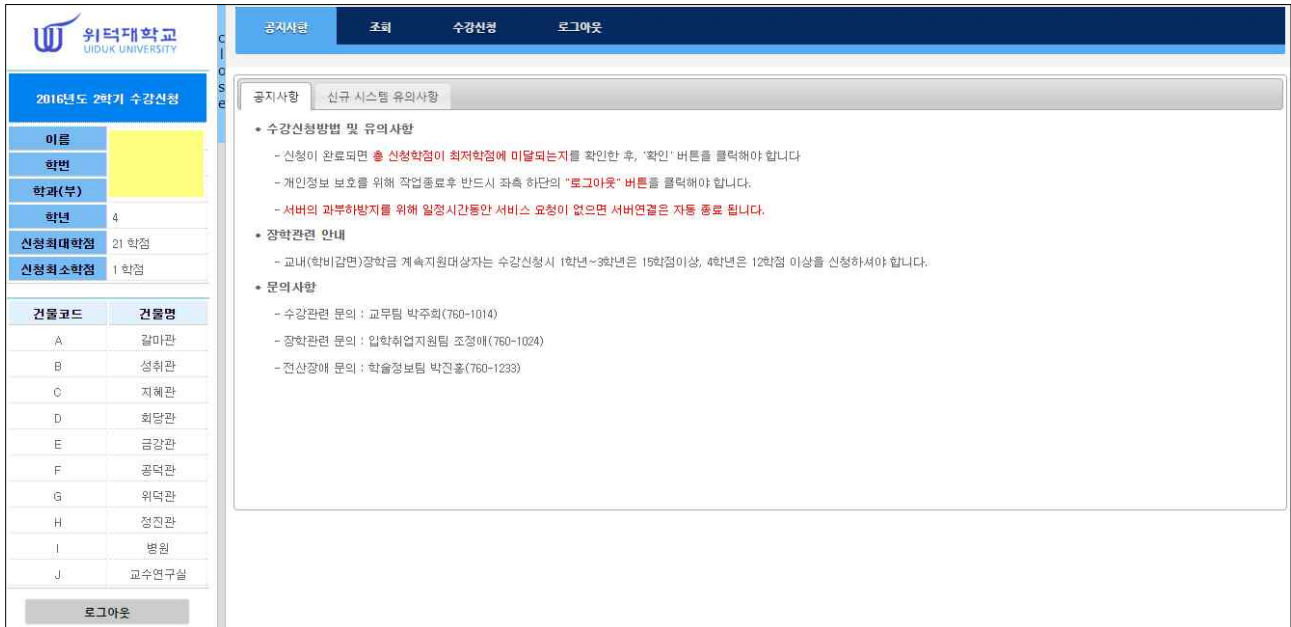 위덕대학교
UIDUK UNIVERSITY
close
공지사항 조회 수강신청 로그아웃
2016년도 2학기 수강신청
이름
학번
학과(부)
학년 4
신청최대학점 21 학점
신청최소학점 1 학점
건물코드 건물명
A 갈마관
B 성취관
C 지혜관
D 회당관
E 금강관
F 공덕관
G 위덕관
H 정진관
I 병원
J 교수연구실
로그아웃
공지사항 신규 시스템 유의사항
• 수강신청방법 및 유의사항
- 신청이 완료되면 총 신청학점이 최저학점에 미달되는지를 확인한 후, '확인' 버튼을 클릭해야 합니다
- 개인정보 보호를 위해 작업종료후 반드시 좌측 하단의 "로그아웃" 버튼을 클릭해야 합니다.
- 서버의 과부하방지를 위해 일정시간동안 서비스 요청이 없으면 서버연결은 자동 종료 됩니다.
• 장학관련 안내
- 교내(학비감면)장학금 계속지원대상자는 수강신청시 1학년~3학년은 15학점이상, 4학년은 12학점 이상를 신청하셔야 합니다.
• 문의사항
- 수강관련 문의 : 교무팀 박주희(760-1014)
- 장학관련 문의 : 입학취업지원팀 조정애(760-1024)
- 전산장애 문의 : 학술정보팀 박진홍(760-1233)